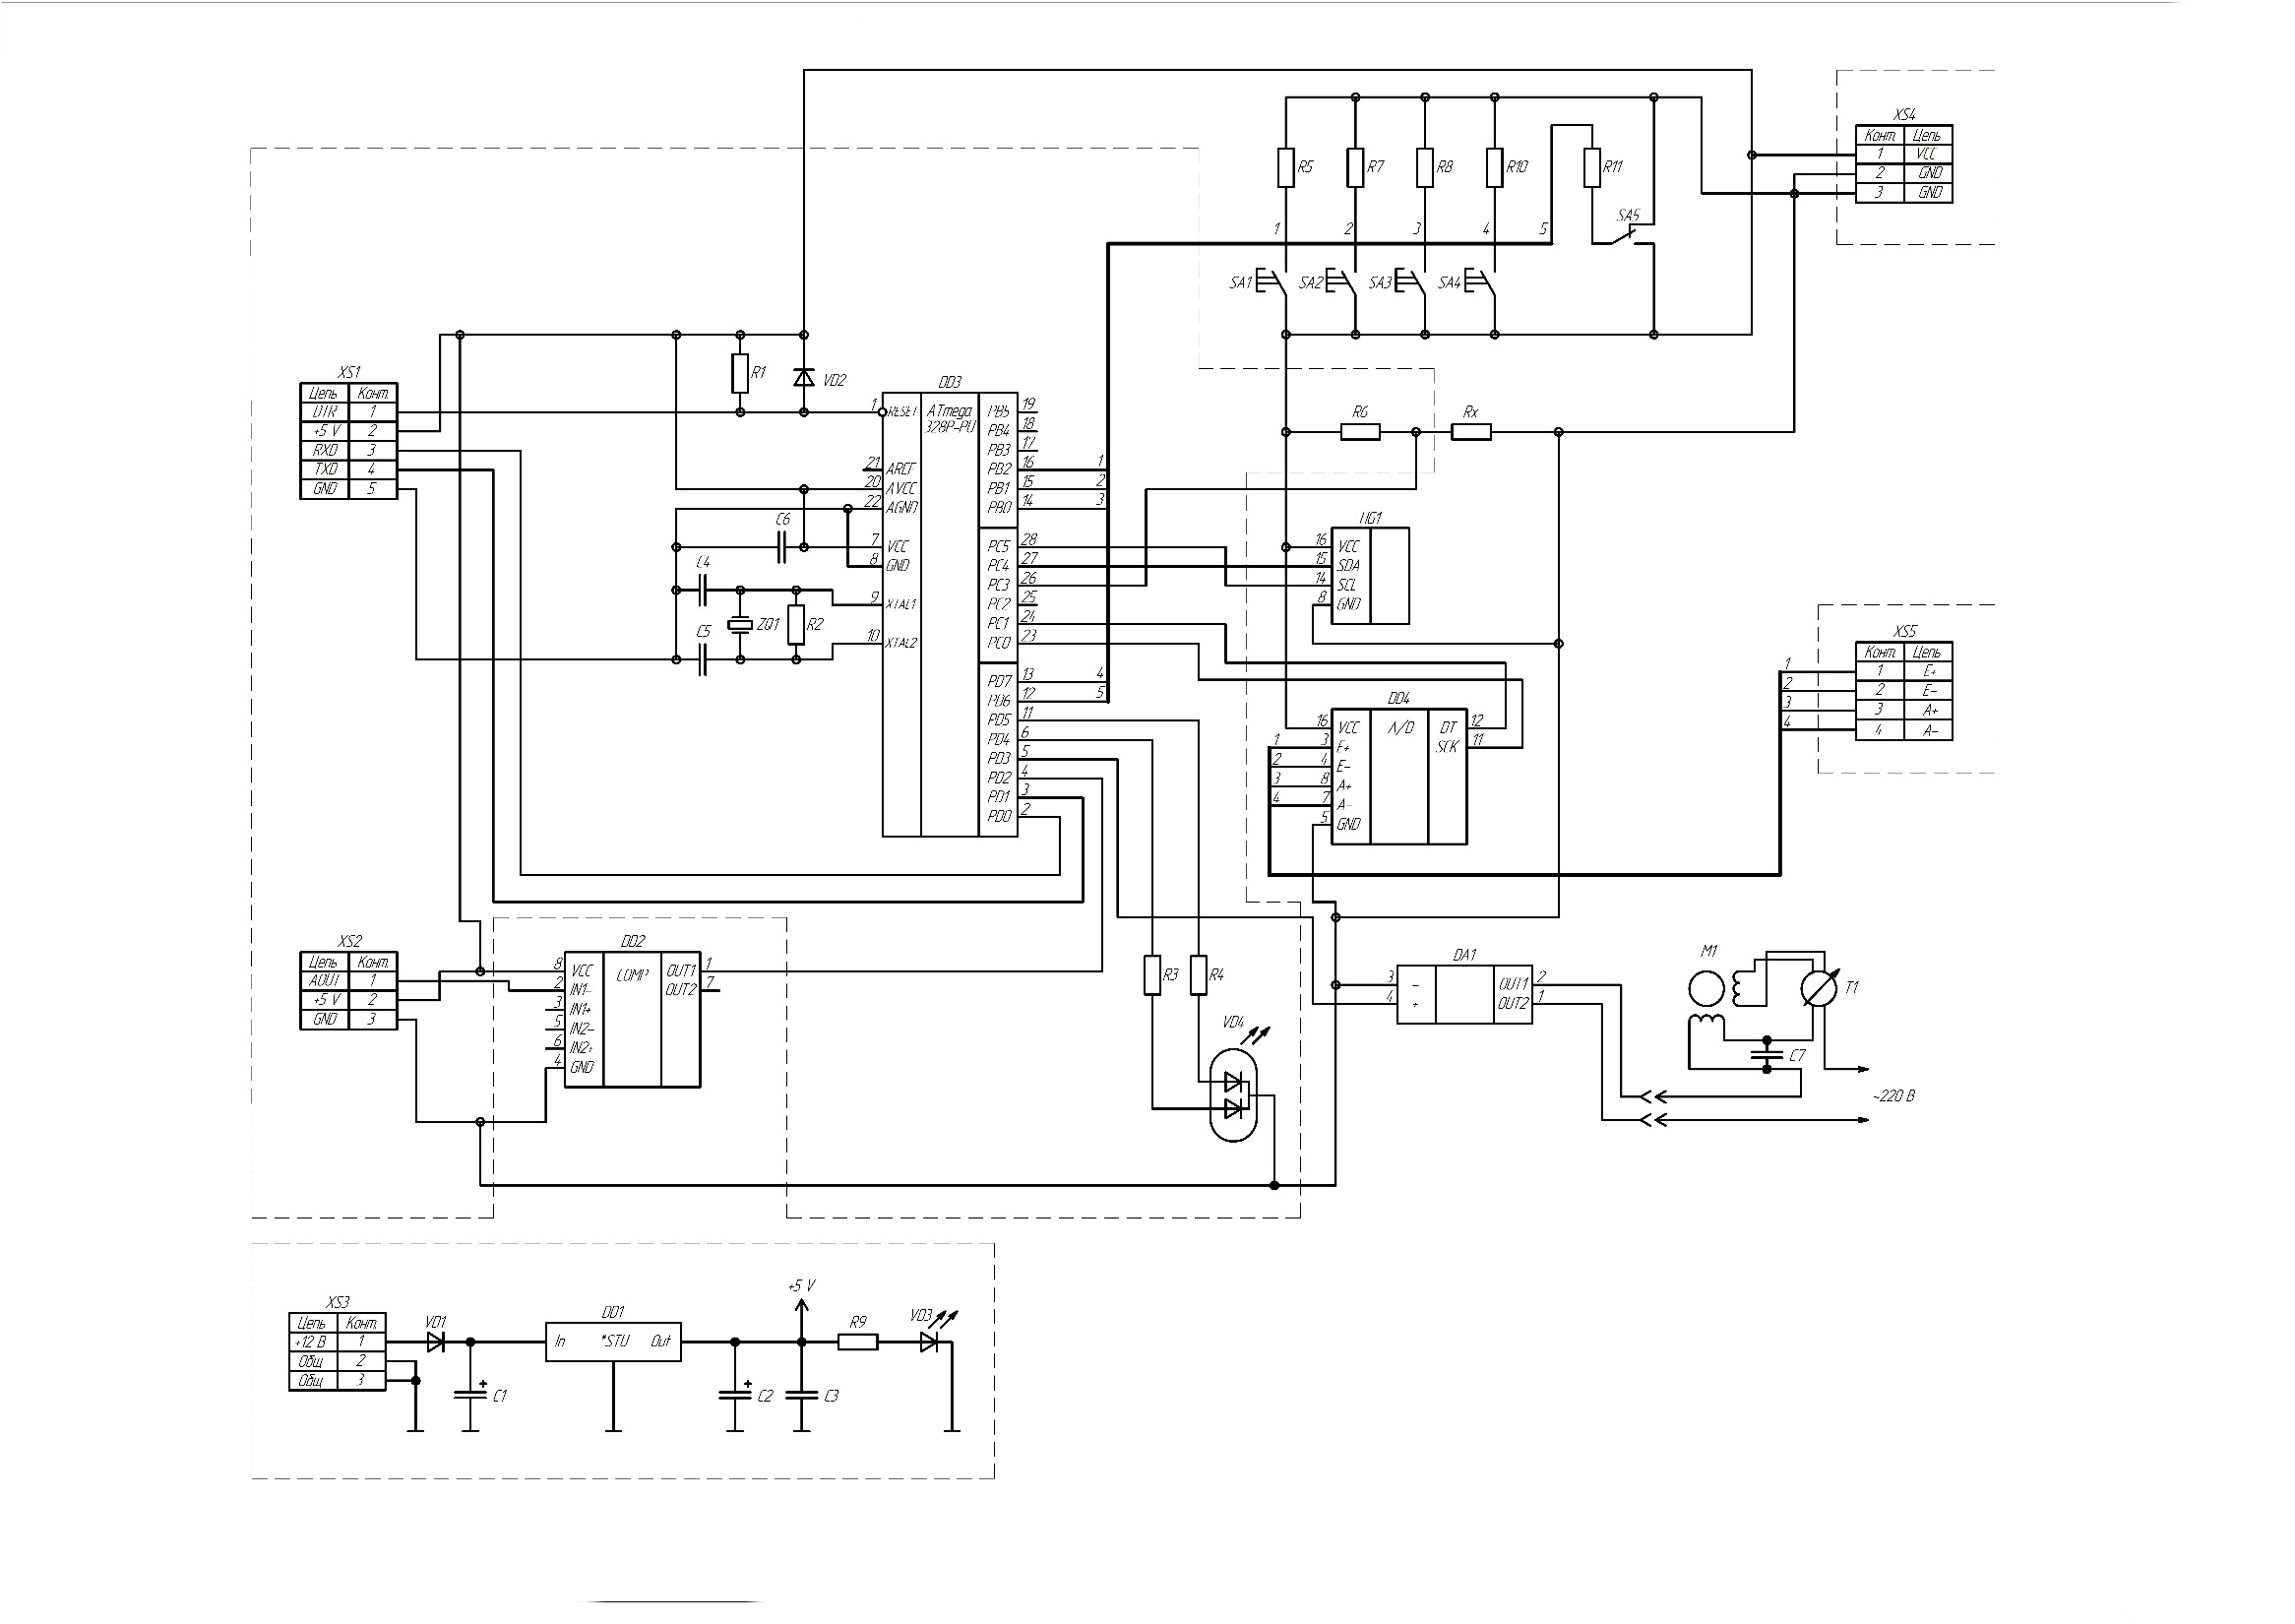 XS4
Конт. Цепь
1 VCC
2 GND
3 GND
R5 R7 R8 R10 R11
SA5
1 2 3 4 5
SA1 SA2 SA3 SA4
XS1
Цепь Конт.
DTR 1
+5 V 2
RXD 3
TXD 4
GND 5
R1 VD2
DD3
ATmega
328P-PU
1 RESET
21 AREF
20 AVCC
22 AGND
7 VCC
8 GND
9 XTAL1
10 XTAL2
PB5 19
PB4 18
PB3 17
PB2 16 1
PB1 15 2
PB0 14 3
PC5 28
PC4 27
PC3 26
PC2 25
PC1 24
PC0 23
PD7 13 4
PD6 12 5
PD5 11
PD4 6
PD3 5
PD2 4
PD1 3
PD0 2
C6
C4
C5 ZQ1 R2
R6 Rx
HG1
16 VCC
15 SDA
14 SCL
8 GND
DD4
A/D
16 VCC DT 12
1 3 E+ SCK 11
2 4 E-
3 8 A+
4 7 A-
5 GND
XS5
Конт. Цепь
1 1 E+
2 2 E-
3 3 A+
4 4 A-
XS2
Цепь Конт.
AOUT 1
+5 V 2
GND 3
DD2
COMP
8 VCC OUT1 1
2 IN1- OUT2 7
3 IN1+
5 IN2-
6 IN2+
4 GND
R3 R4
VD4
DA1
3 - OUT1 2
4 + OUT2 1
M1
T1
C7
~220 В
XS3
Цепь Конт.
+12 В 1
Общ 2
Общ 3
VD1
C1
DD1
In *STU Out
+5 V
C2 C3
R9
VD3